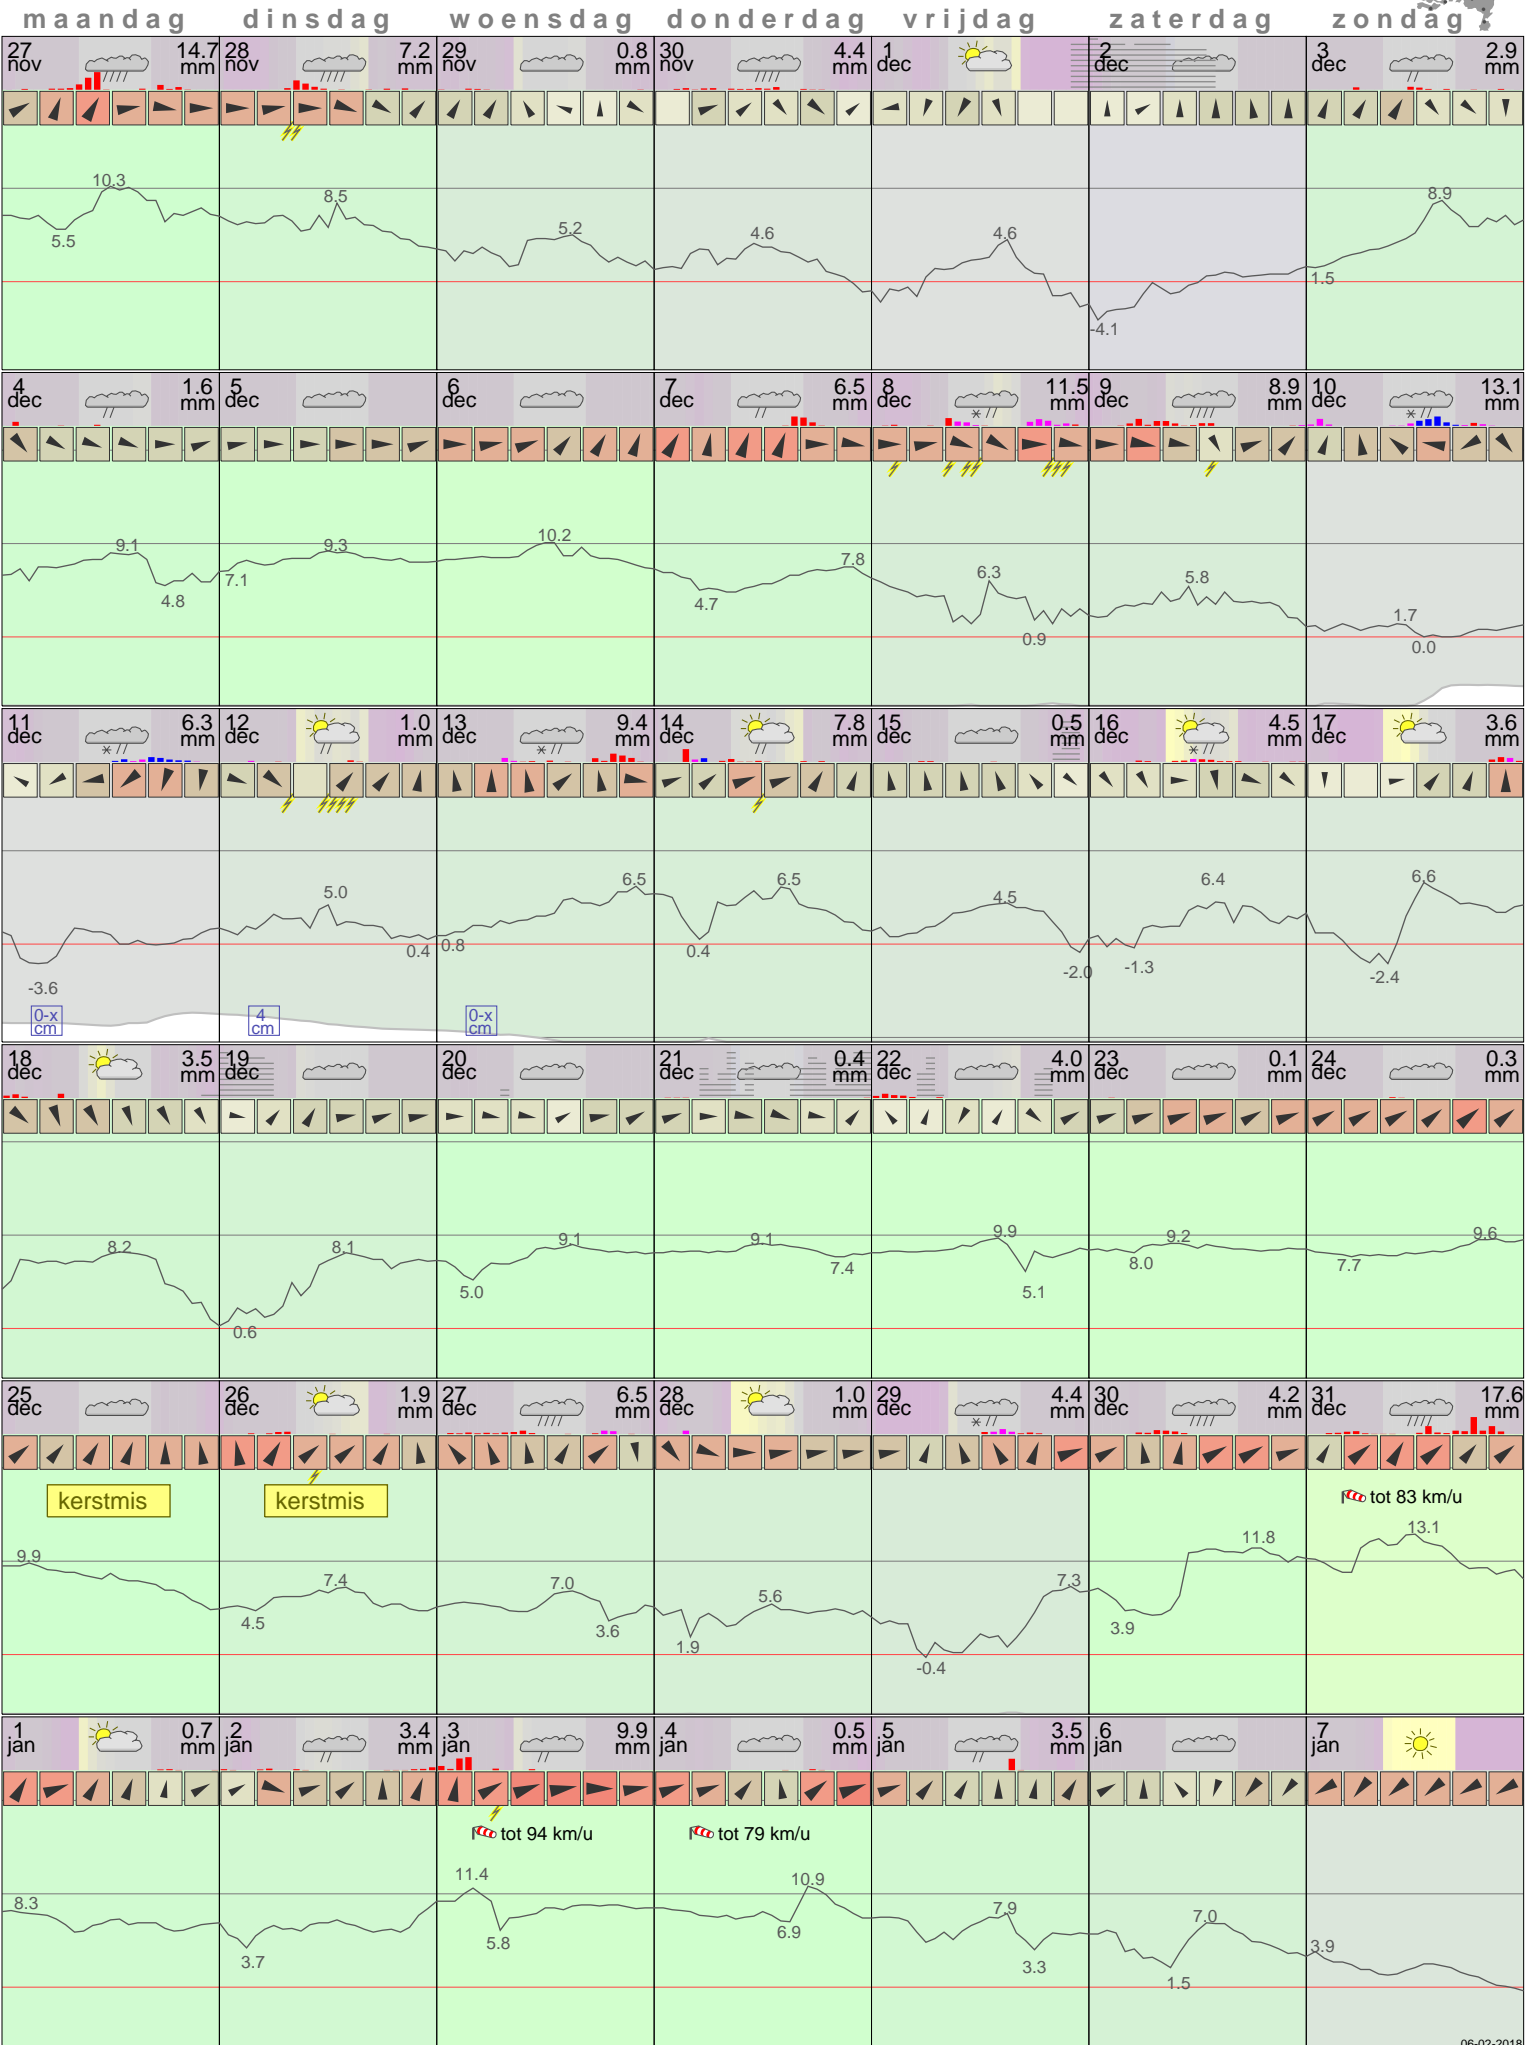 maandag dinsdag woensdag donderdag vrijdag zaterdag zondag
27 14.7 28 7.2 29 0.8 30 4.4 1 2 3 2.9
nov mm nov mm nov mm nov mm dec dec dec mm
10.3 8.5 5.2 4.6 4.6 8.9
5.5 -4.1 1.5
4 1.6 5 6 7 6.5 8 11.5 9 8.9 10 13.1
dec mm dec dec dec mm dec mm dec mm dec mm
9.1 9.3 10.2 7.8 6.3 5.8 1.7
4.8 7.1 4.7 0.9 0.0
11 6.3 12 1.0 13 9.4 14 7.8 15 0.5 16 4.5 17 3.6
dec mm dec mm dec mm dec mm dec mm dec mm dec mm
5.0 6.5 6.5 4.5 6.4 6.6
-3.6 0.4 0.8 0.4 -2.0 -1.3 -2.4
0-x 4 0-x
cm cm cm
18 3.5 19 20 21 0.4 22 4.0 23 0.1 24 0.3
dec mm dec dec dec mm dec mm dec mm dec mm
8.2 8.1 9.1 9.1 9.9 9.2 9.6
0.6 5.0 7.4 5.1 8.0 7.7
25 26 1.9 27 6.5 28 1.0 29 4.4 30 4.2 31 17.6
dec dec mm dec mm dec mm dec mm dec mm dec mm
kerstmis kerstmis tot 83 km/u
9.9 7.4 7.0 5.6 7.3 11.8 13.1
4.5 3.6 1.9 -0.4 3.9
1 0.7 2 3.4 3 9.9 4 0.5 5 3.5 6 7
jan mm jan mm jan mm jan mm jan mm jan jan
tot 94 km/u tot 79 km/u
8.3 11.4 10.9 7.9 7.0 3.9
3.7 5.8 6.9 3.3 1.5
06-02-2018